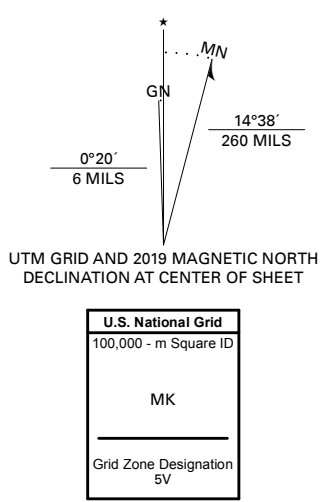 ★
MN
GN
14°38´
260 MILS
0°20´
6 MILS
UTM GRID AND 2019 MAGNETIC NORTH
DECLINATION AT CENTER OF SHEET
U.S. National Grid
100,000 - m Square ID
MK
Grid Zone Designation
5V